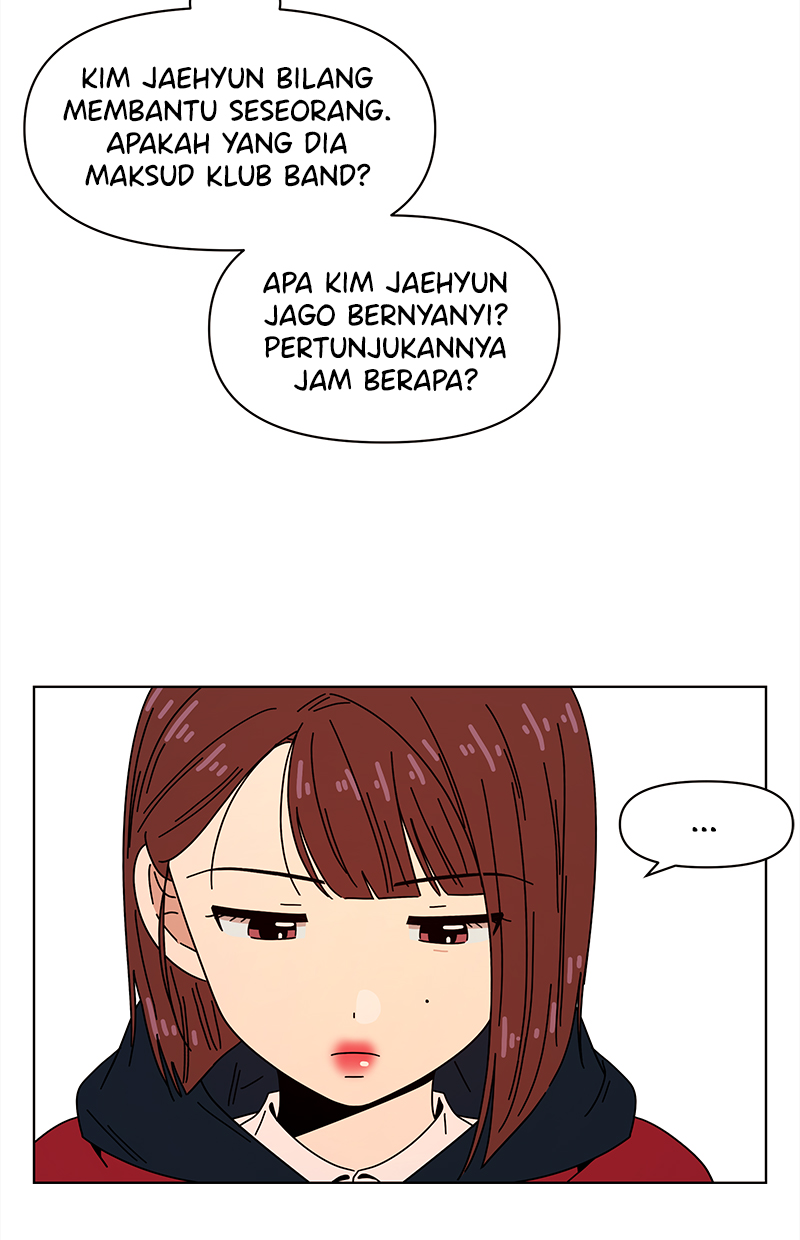 KIM JAEHYUN BILANG
MEMBANTU SESEORANG.
APAKAH YANG DIA
MAKSUD KLUB BAND?
APA KIM JAEHYUN
JAGO BERNYANYI?
PERTUNJUKANNYA
JAM BERAPA?
...